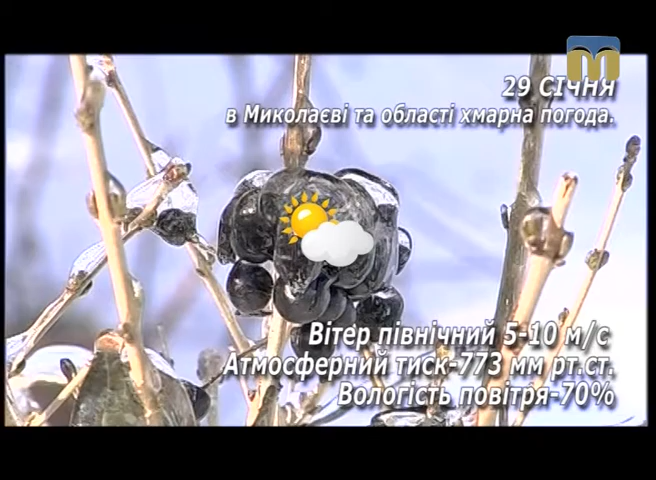 29 СІЧНЯ
в Миколаєві та області хмарна погода.
Вітер північний 5-10 м/с
Атмосферний тиск-773 мм рт.ст.
Вологість повітря-70%